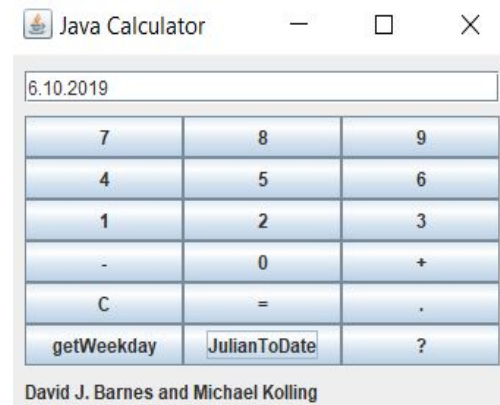 Java Calculator
6.10.2019
7 8 9
4 5 6
1 2 3
- 0 +
C = .
getWeekday JulianToDate ?
David J. Barnes and Michael Kolling